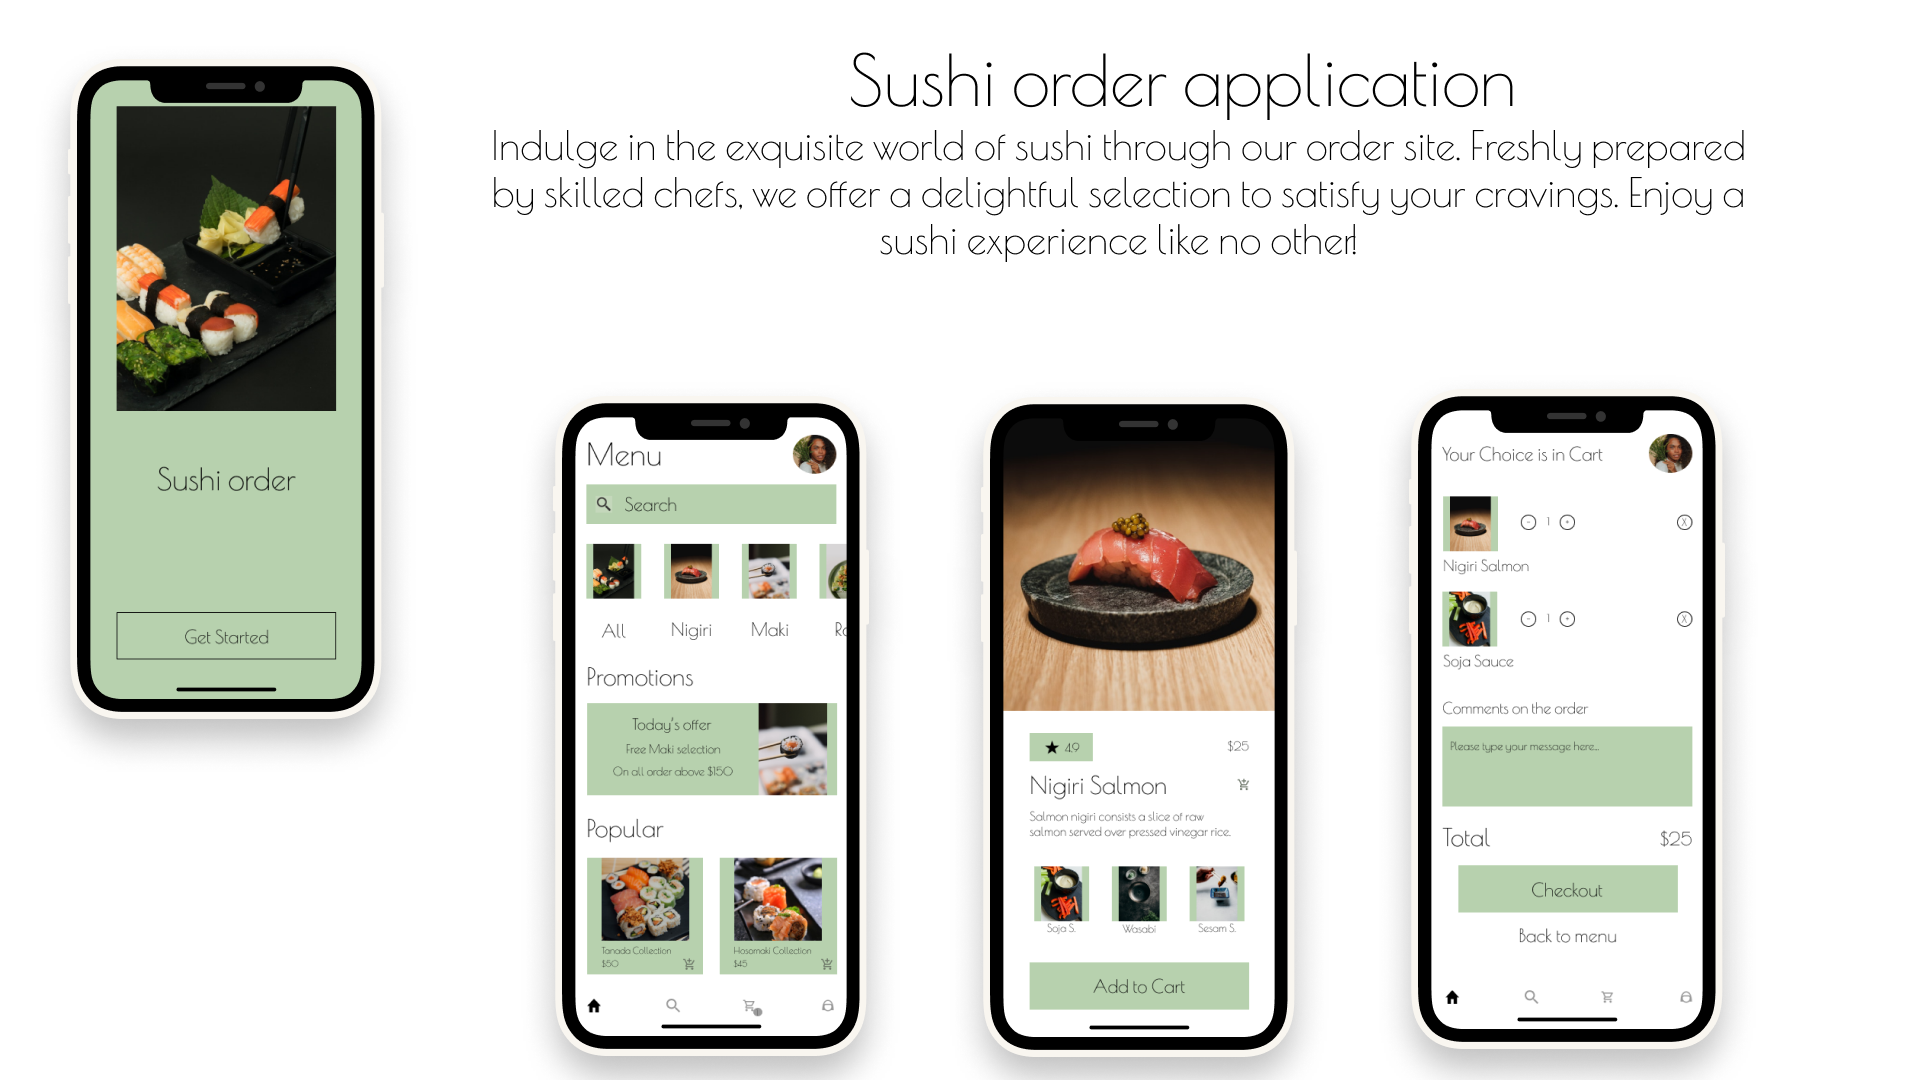 Sushi order application
Indulge in the exquisite world of sushi through our order site. Freshly prepared
by skilled chefs, we offer a delightful selection to satisfy your cravings. Enjoy a
sushi experience like no other!
Sushi order
Get Started
Menu
Search
All
Nigiri
Maki
Ro
Promotions
Today's offer
Free Maki selection
On all order above $150
Popular
Tanada Collection
$50
Hosomaki Collection
$45
4.9
$25
Nigiri Salmon
Salmon nigiri consists a slice of raw
salmon served over pressed vinegar rice.
Soja S.
Wasabi
Sesam S.
Add to Cart
Your Choice is in Cart
- 1 +
X
Nigiri Salmon
- 1 +
X
Soja Sauce
Comments on the order
Please type your message here...
Total
$25
Checkout
Back to menu